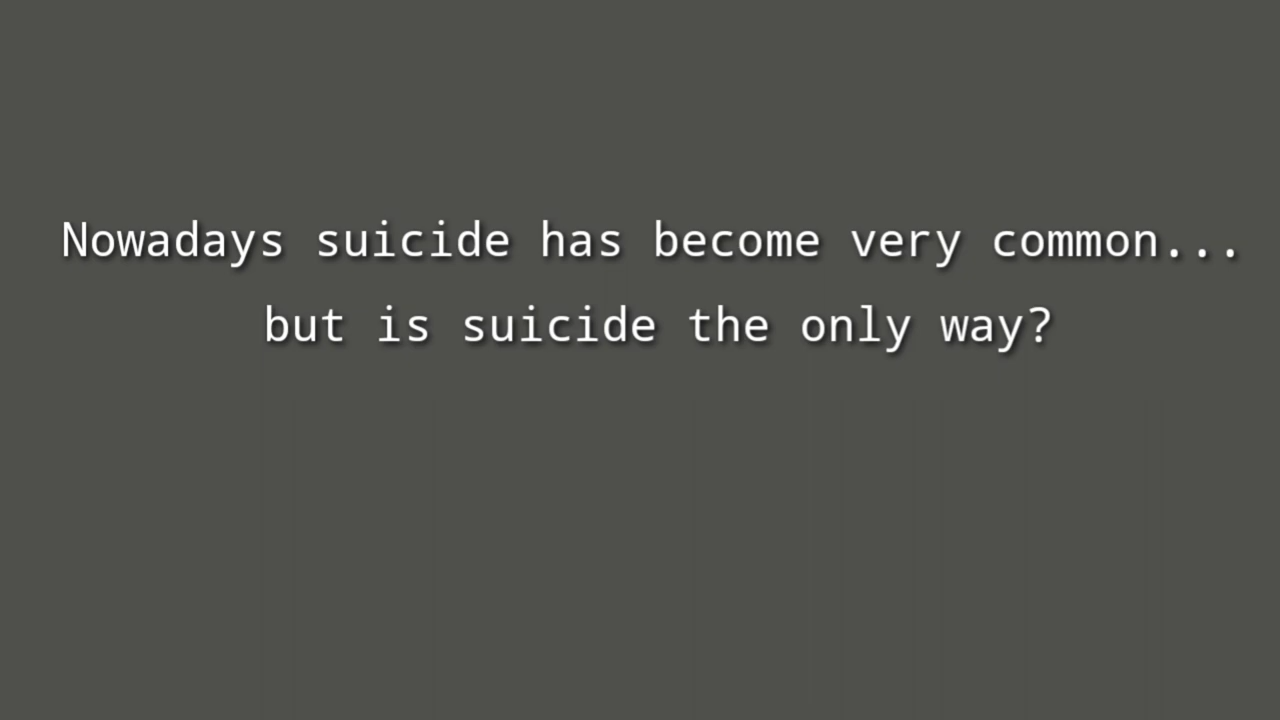 Nowadays suicide has become very common...
but is suicide the only way?